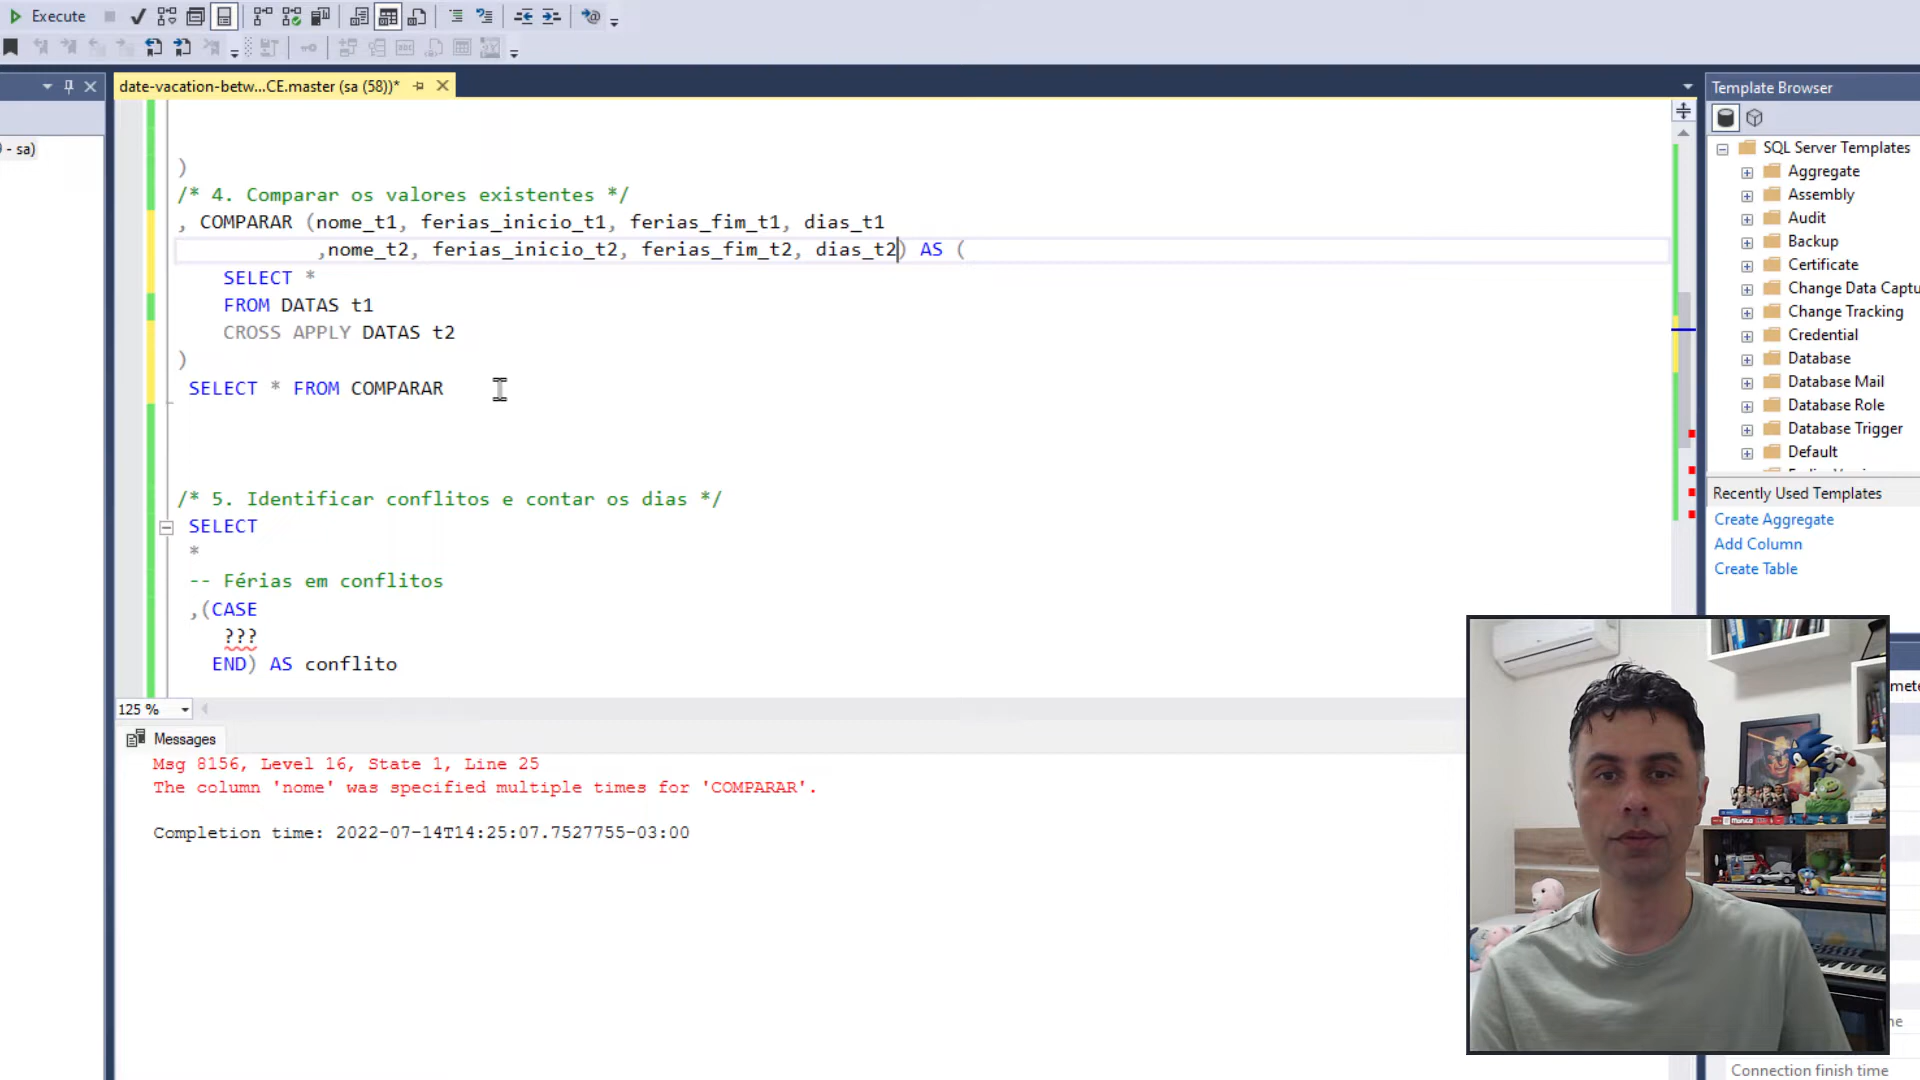 Execute
date-vacation-betw...CE.master (sa (58))*
- sa)
)
/* 4. Comparar os valores existentes */
, COMPARAR (nome_t1, ferias_inicio_t1, ferias_fim_t1, dias_t1
,nome_t2, ferias_inicio_t2, ferias_fim_t2, dias_t2) AS (
SELECT *
FROM DATAS t1
CROSS APPLY DATAS t2
)
SELECT * FROM COMPARAR
/* 5. Identificar conflitos e contar os dias */
SELECT
*
-- Férias em conflitos
,(CASE
???
END) AS conflito
125 %
Messages
Msg 8156, Level 16, State 1, Line 25
The column 'nome' was specified multiple times for 'COMPARAR'.
Completion time: 2022-07-14T14:25:07.7527755-03:00
Template Browser
SQL Server Templates
Aggregate
Assembly
Audit
Backup
Certificate
Change Data Captu
Change Tracking
Credential
Database
Database Mail
Database Role
Database Trigger
Default
Recently Used Templates
Create Aggregate
Add Column
Create Table
Connection finish time